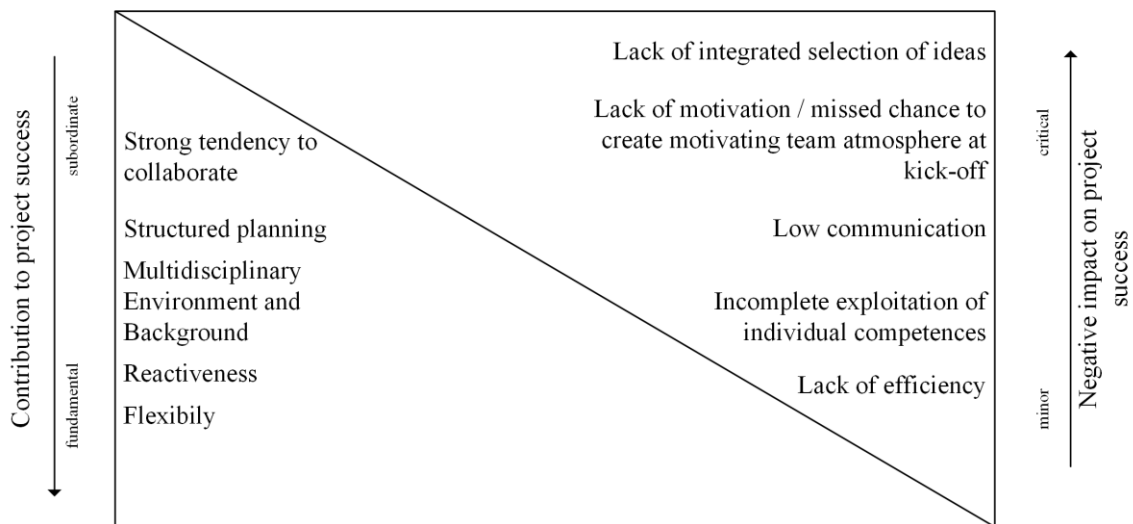 Contribution to project success
subordinate
fundamental
Strong tendency to
collaborate
Structured planning
Multidisciplinary
Environment and
Background
Reactiveness
Flexibily
Lack of integrated selection of ideas
Lack of motivation / missed chance to
create motivating team atmosphere at
kick-off
Low communication
Incomplete exploitation of
individual competences
Lack of efficiency
critical
minor
Negative impact on project
success